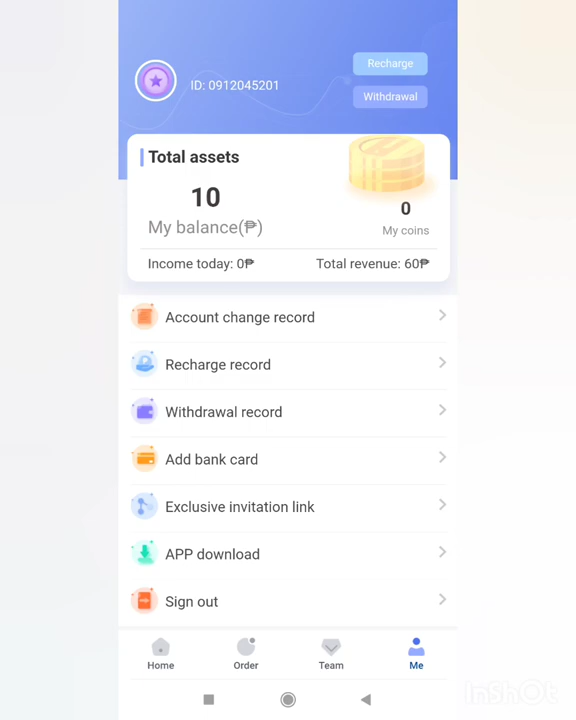 Recharge
ID: 0912045201
Withdrawal
Total assets
10
My balance(₱)
0
My coins
Income today: 0₱
Total revenue: 60₱
Account change record
Recharge record
Withdrawal record
Add bank card
Exclusive invitation link
APP download
Sign out
Home
Order
Team
Me
InShOt